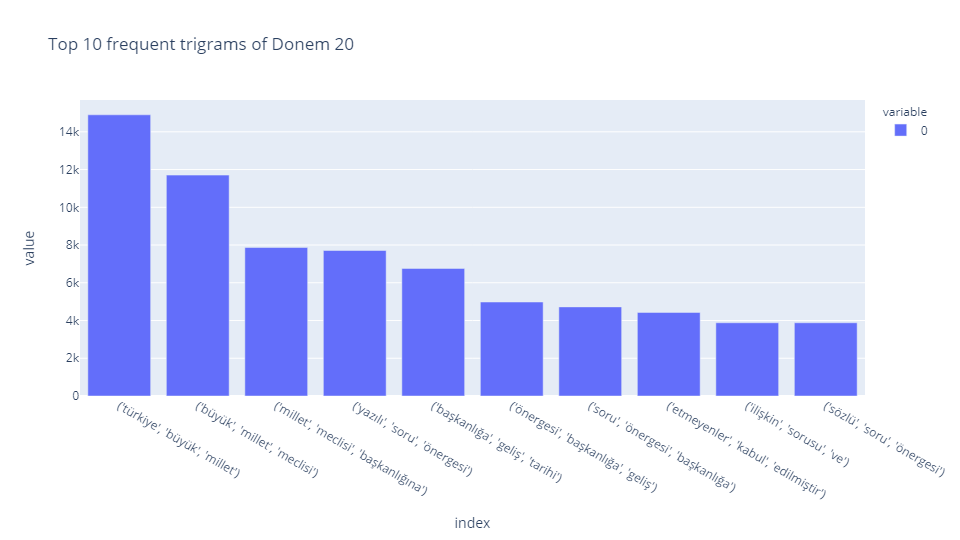 Top 10 frequent trigrams of Donem 20
variable
0
value
14k
12k
10k
8k
6k
4k
2k
0
('türkiye', 'büyük', 'millet')
('büyük', 'millet', 'meclisi')
('millet', 'meclisi', 'başkanlığına')
('yazılı', 'soru', 'önergesi')
('başkanlığa', 'geliş', 'tarihi')
('önergesi', 'başkanlığa', 'geliş')
('soru', 'önergesi', 'başkanlığa')
('etmeyenler', 'kabul', 'edilmiştir')
('ilişkin', 'sorusu', 've')
('sözlü', 'soru', 'önergesi')
index